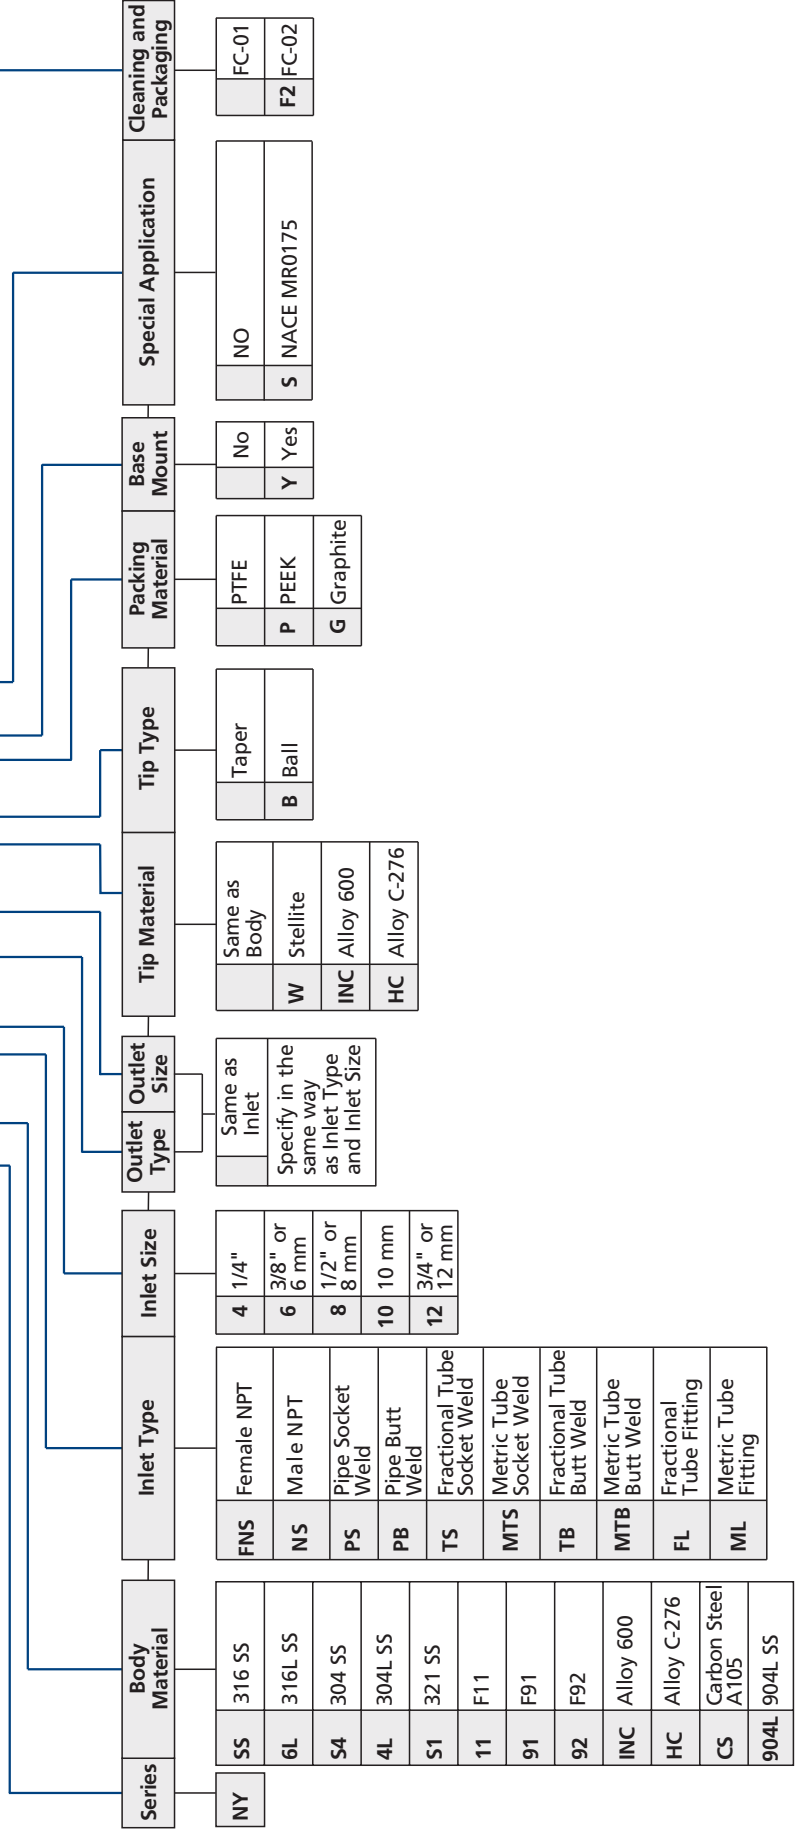 Series
NY
Body
Material
SS 316 SS
6L 316L SS
S4 304 SS
4L 304L SS
S1 321 SS
11 F11
91 F91
92 F92
INC Alloy 600
HC Alloy C-276
CS Carbon Steel
A105
904L 904L SS
Inlet Type
FNS Female NPT
NS Male NPT
PS Pipe Socket
Weld
PB Pipe Butt
Weld
TS Fractional Tube
Socket Weld
MTS Metric Tube
Socket Weld
TB Fractional Tube
Butt Weld
MTB Metric Tube
Butt Weld
FL Fractional
Tube Fitting
ML Metric Tube
Fitting
Inlet Size
4 1/4"
6 3/8" or
6 mm
8 1/2" or
8 mm
10 10 mm
12 3/4" or
12 mm
Outlet
Type
Outlet
Size
Same as
Inlet
Specify in the
same way
as Inlet Type
and Inlet Size
Tip Material
Same as
Body
W Stellite
INC Alloy 600
HC Alloy C-276
Tip Type
Taper
B Ball
Packing
Material
PTFE
P PEEK
G Graphite
Base
Mount
No
Y Yes
Special Application
NO
S NACE MR0175
Cleaning and
Packaging
FC-01
F2 FC-02